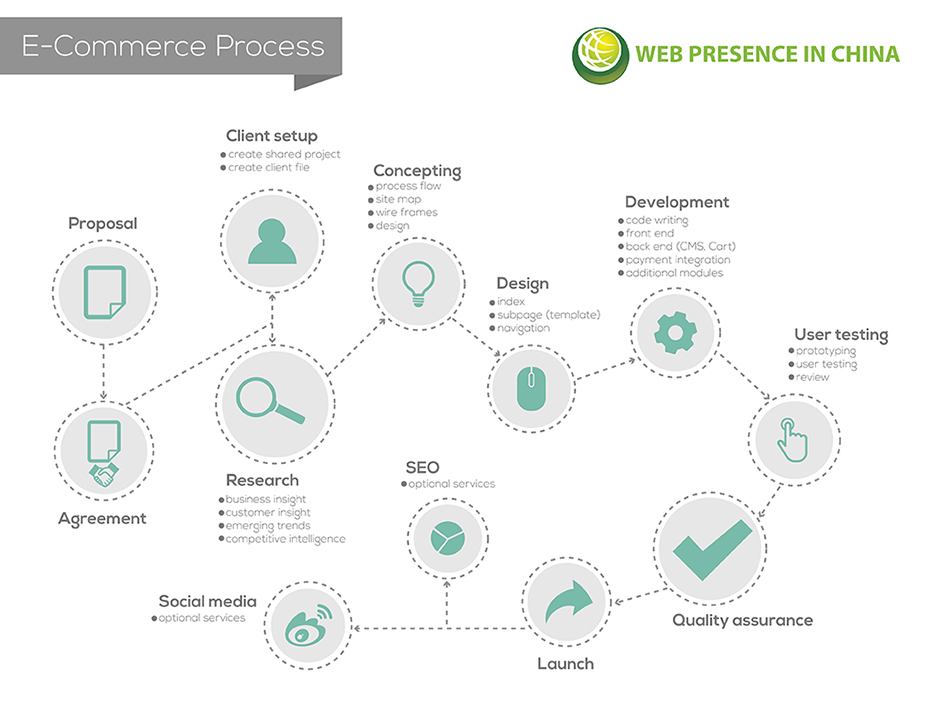 E-Commerce Process
WEB PRESENCE IN CHINA
Client setup
create shared project
create client file
Concepting
process flow
site map
wire frames
design
Proposal
Development
code writing
front end
back end (CMS, Cart)
payment integration
additional modules
Design
index
subpage (template)
navigation
User testing
prototyping
user testing
review
Agreement
Research
business insight
customer insight
emerging trends
competitive intelligence
SEO
optional services
Social media
optional services
Quality assurance
Launch